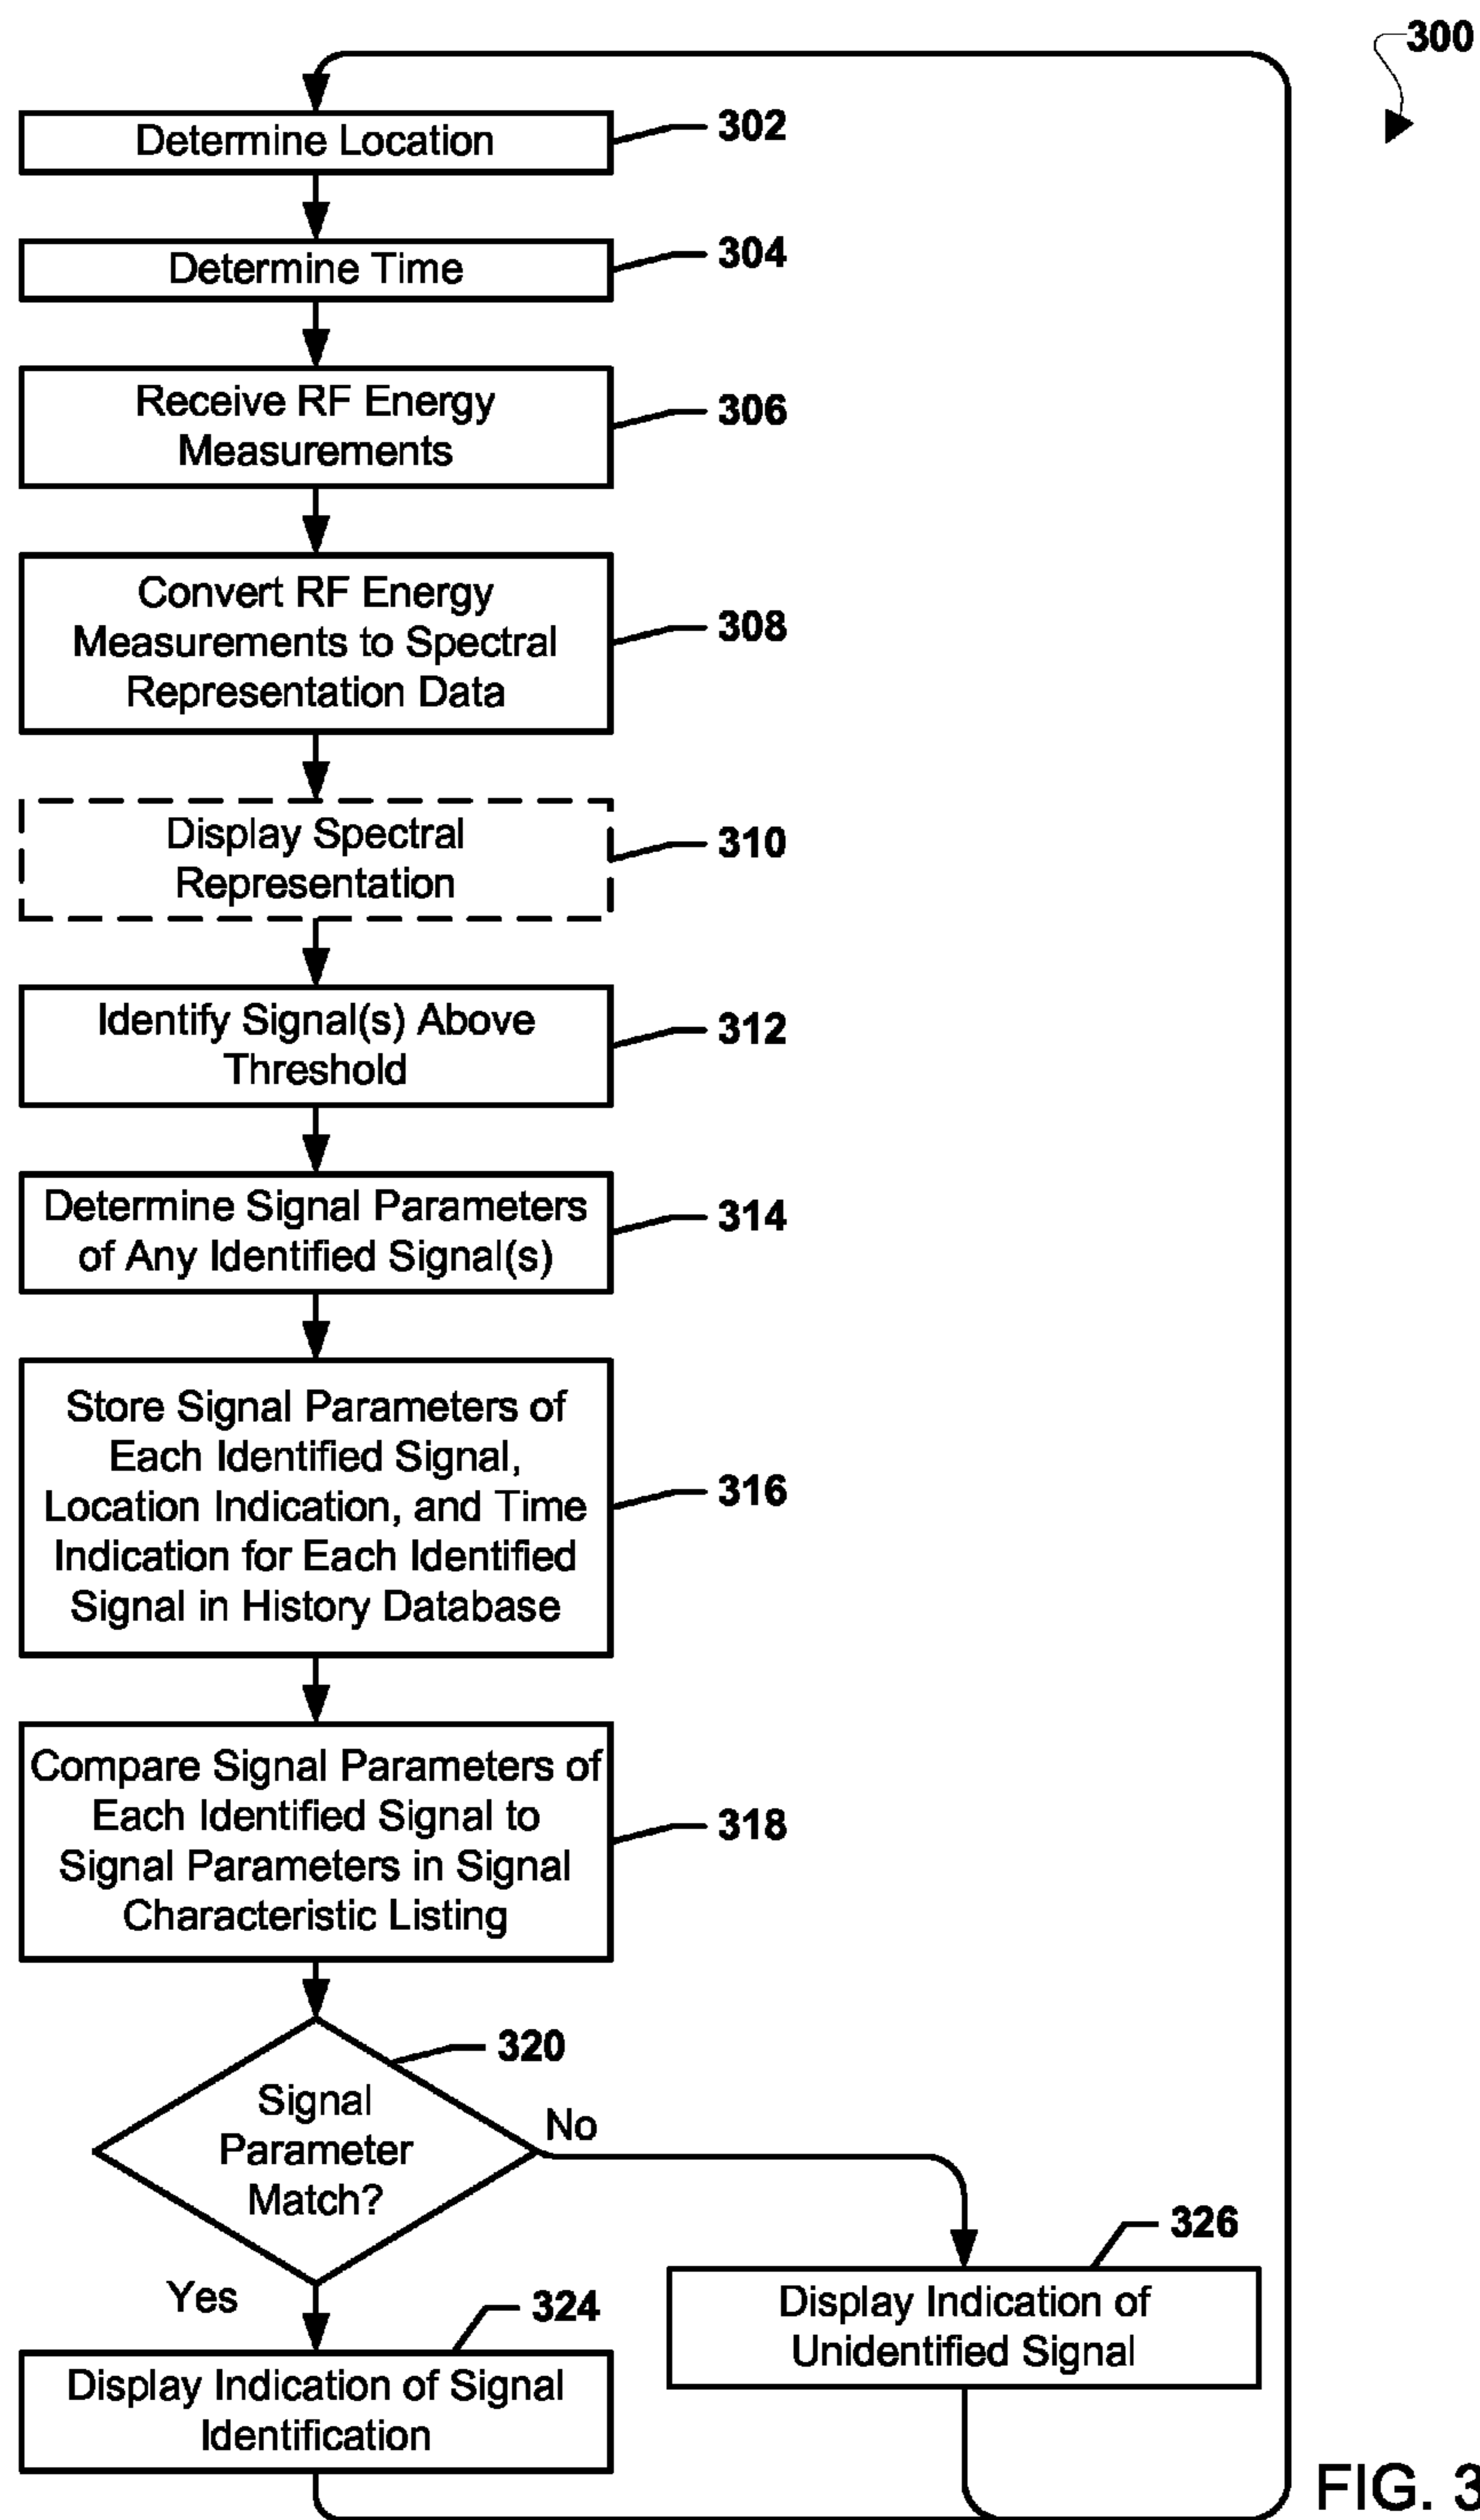 300
Determine Location
302
Determine Time
304
Receive RF Energy
Measurements
306
Convert RF Energy
Measurements to Spectral
Representation Data
308
Display Spectral
Representation
310
Identify Signal(s) Above
Threshold
312
Determine Signal Parameters
of Any Identified Signal(s)
314
Store Signal Parameters of
Each Identified Signal,
Location Indication, and Time
Indication for Each Identified
Signal in History Database
316
Compare Signal Parameters of
Each Identified Signal to
Signal Parameters in Signal
Characteristic Listing
318
320
Signal
Parameter
Match?
No
Yes
326
Display Indication of
Unidentified Signal
324
Display Indication of Signal
Identification
FIG. 3